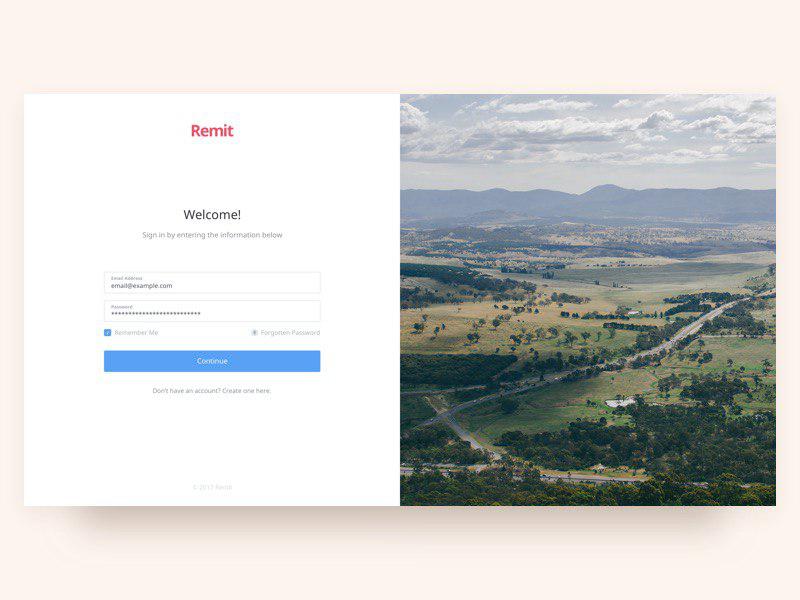 Remit
Welcome!
Sign in by entering the information below
Email Address
email@example.com
Password
**************************
Remember Me
Forgotten Password
Continue
Don't have an account? Create one here.
© 2017 Remit